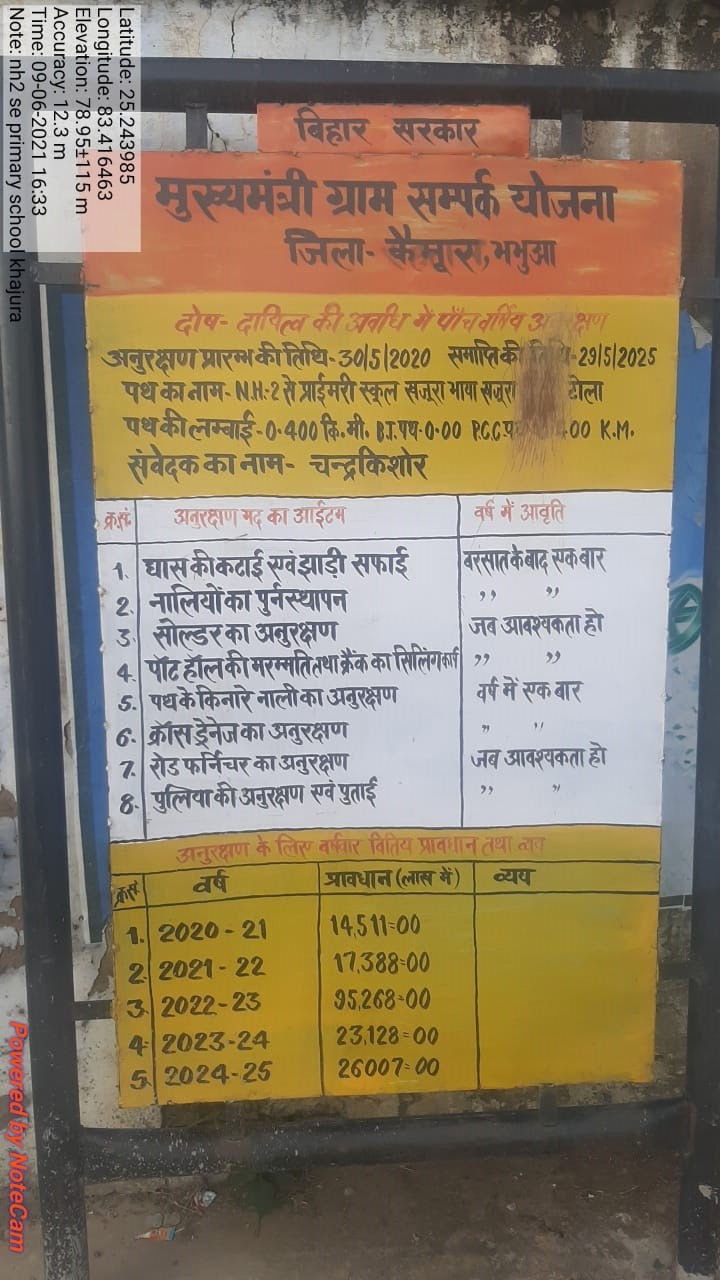 Latitude: 25.243985
Longitude: 83.416463
Elevation: 78.95±115 m
Accuracy: 12.3 m
Time: 09-06-2021 16:33
Note: nh2 se primary school khajura
बिहार सरकार
मुख्यमंत्री ग्राम सम्पर्क योजना
जिला- कैमूरा, भभुआ
दोष- दायित्व की अवधि में पाँच वर्षिय अनुरक्षण
अनुरक्षण प्रारम्भ की तिथि-30/5/2020 समाप्ति की तिथि-29/5/2025
पथ का नाम- N.H.-2 से प्राईमरी स्कूल खजूरा भाया खजूरा टोला
पथ की लम्बाई-0.400 कि.मी. B.T.पथ-0.00 P.C.C. K.M.
संवेदक का नाम- चन्द्रकिशोर
क्र.सं. अनुरक्षण मद का आईटम वर्ष में आवृति
1. घास की कटाई एवं झाड़ी सफाई बरसात के बाद एक बार
2. नालियों का पुर्नस्थापन ,, ,,
3. सोल्डर का अनुरक्षण जब आवश्यकता हो
4. पॉट हॉल की मरम्मति तथा क्रैंक का सिलिंग कार्य ,, ,,
5. पथ के किनारे नाली का अनुरक्षण वर्ष में एक बार
6. क्रॉस ड्रेनेज का अनुरक्षण ,, ,,
7. रोड फर्निचर का अनुरक्षण जब आवश्यकता हो
8. पुलिया की अनुरक्षण एवं पुताई ,, ,,
अनुरक्षण के लिए वर्षवार वितिय प्रावधान तथा व्यय
क्र.सं. वर्ष प्रावधान (लाख में) व्यय
1. 2020-21 14,511=00
2. 2021-22 17,388=00
3. 2022-23 95,268=00
4. 2023-24 23,128=00
5. 2024-25 26007=00
Powered by NoteCam